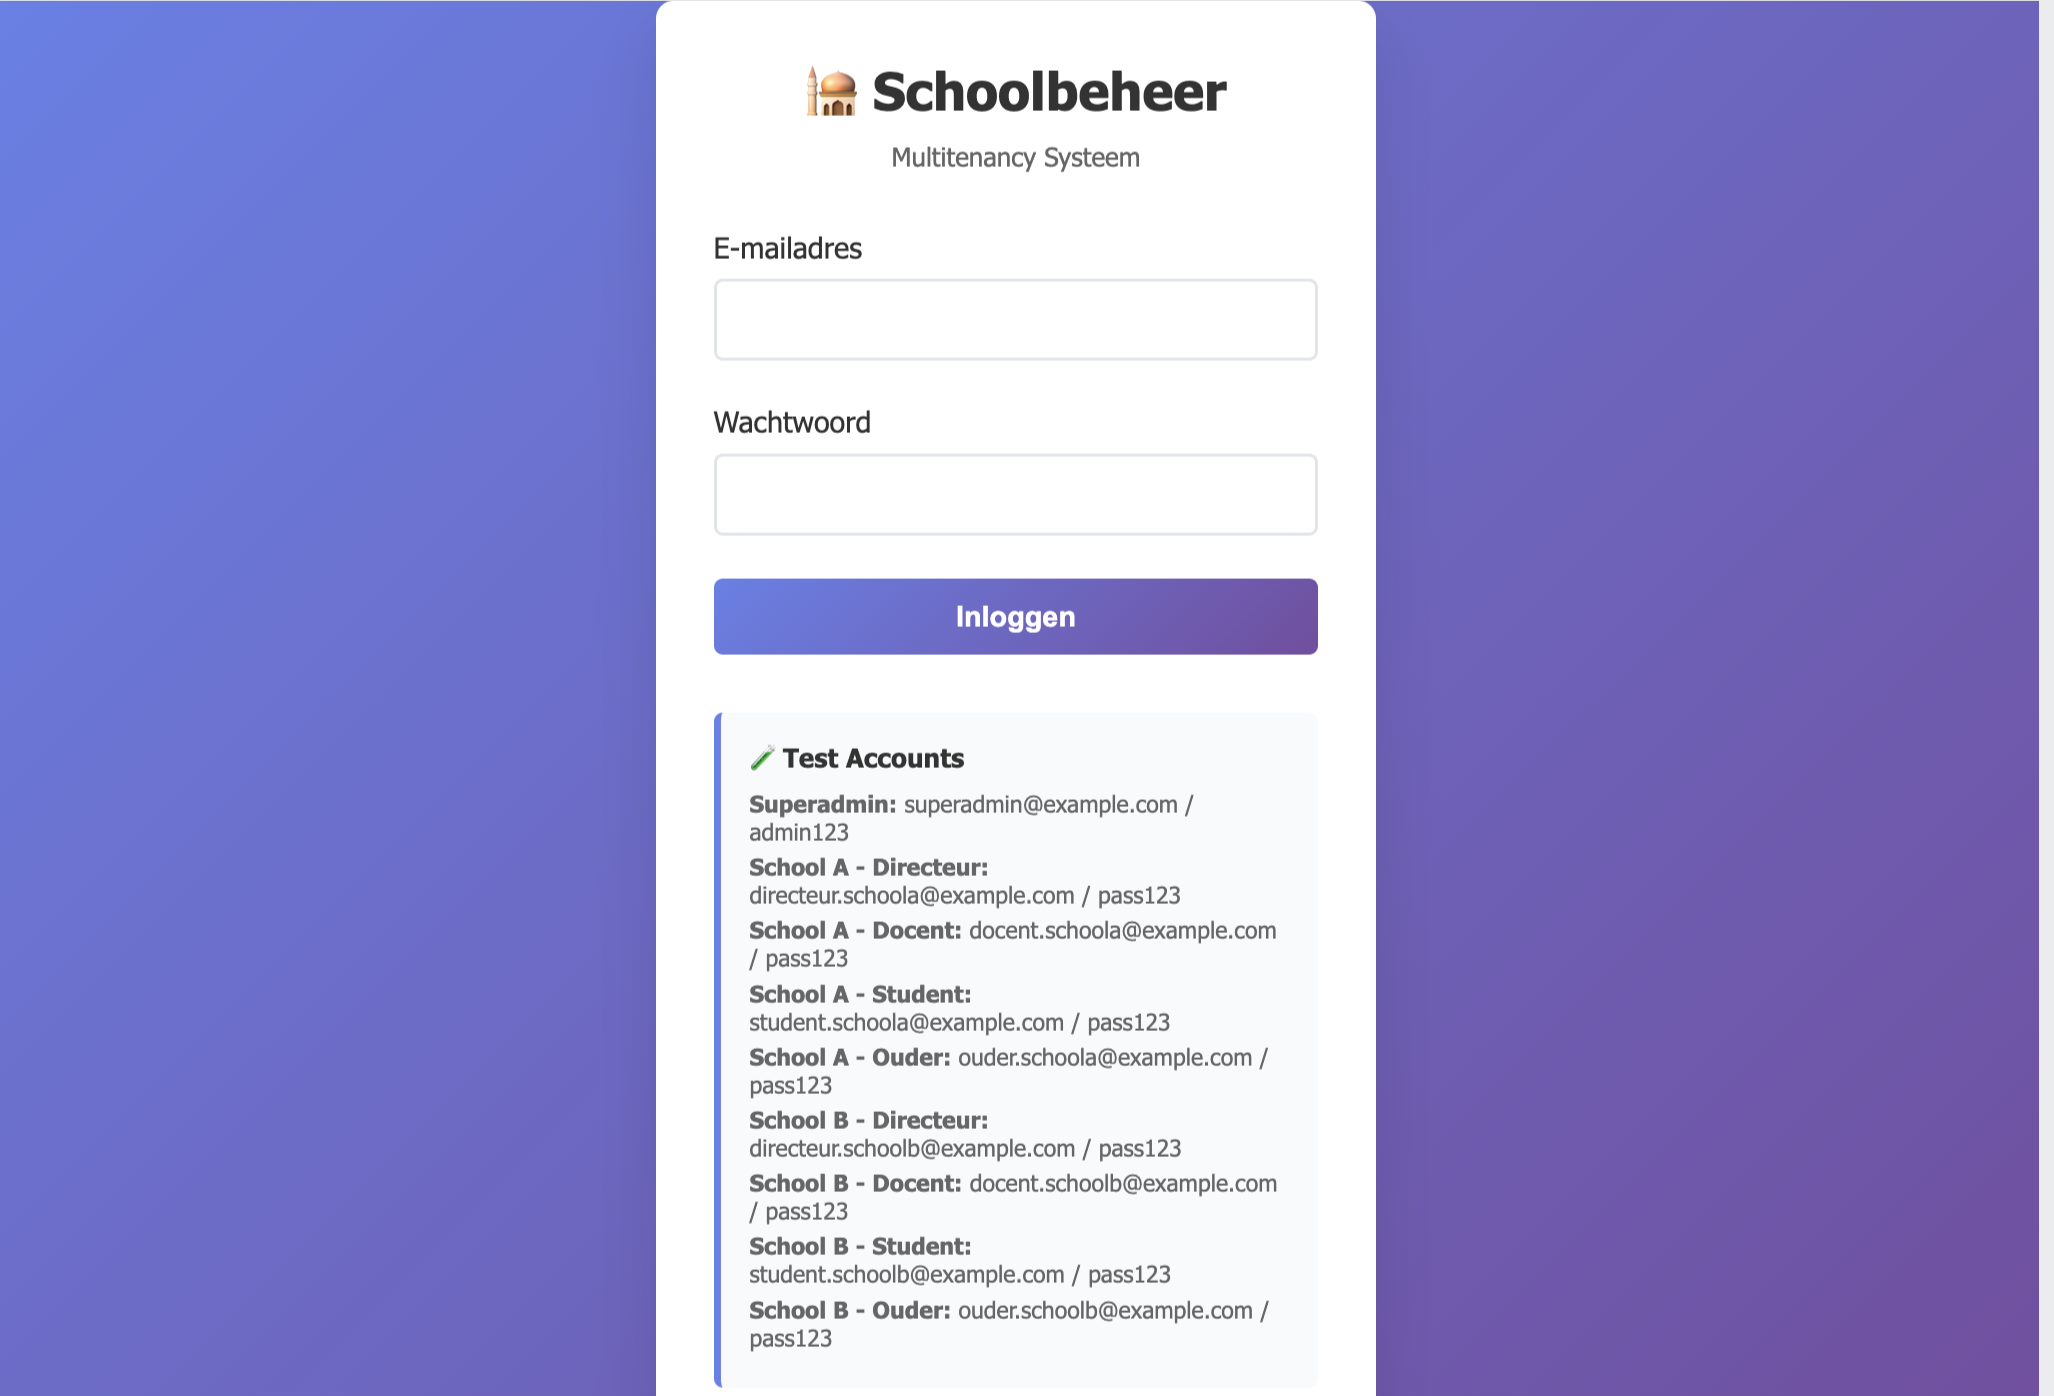 Schoolbeheer
Multitenancy Systeem
E-mailadres
Wachtwoord
Inloggen
Test Accounts
Superadmin: superadmin@example.com /
admin123
School A - Directeur:
directeur.schoola@example.com / pass123
School A - Docent: docent.schoola@example.com
/ pass123
School A - Student:
student.schoola@example.com / pass123
School A - Ouder: ouder.schoola@example.com /
pass123
School B - Directeur:
directeur.schoolb@example.com / pass123
School B - Docent: docent.schoolb@example.com
/ pass123
School B - Student:
student.schoolb@example.com / pass123
School B - Ouder: ouder.schoolb@example.com /
pass123